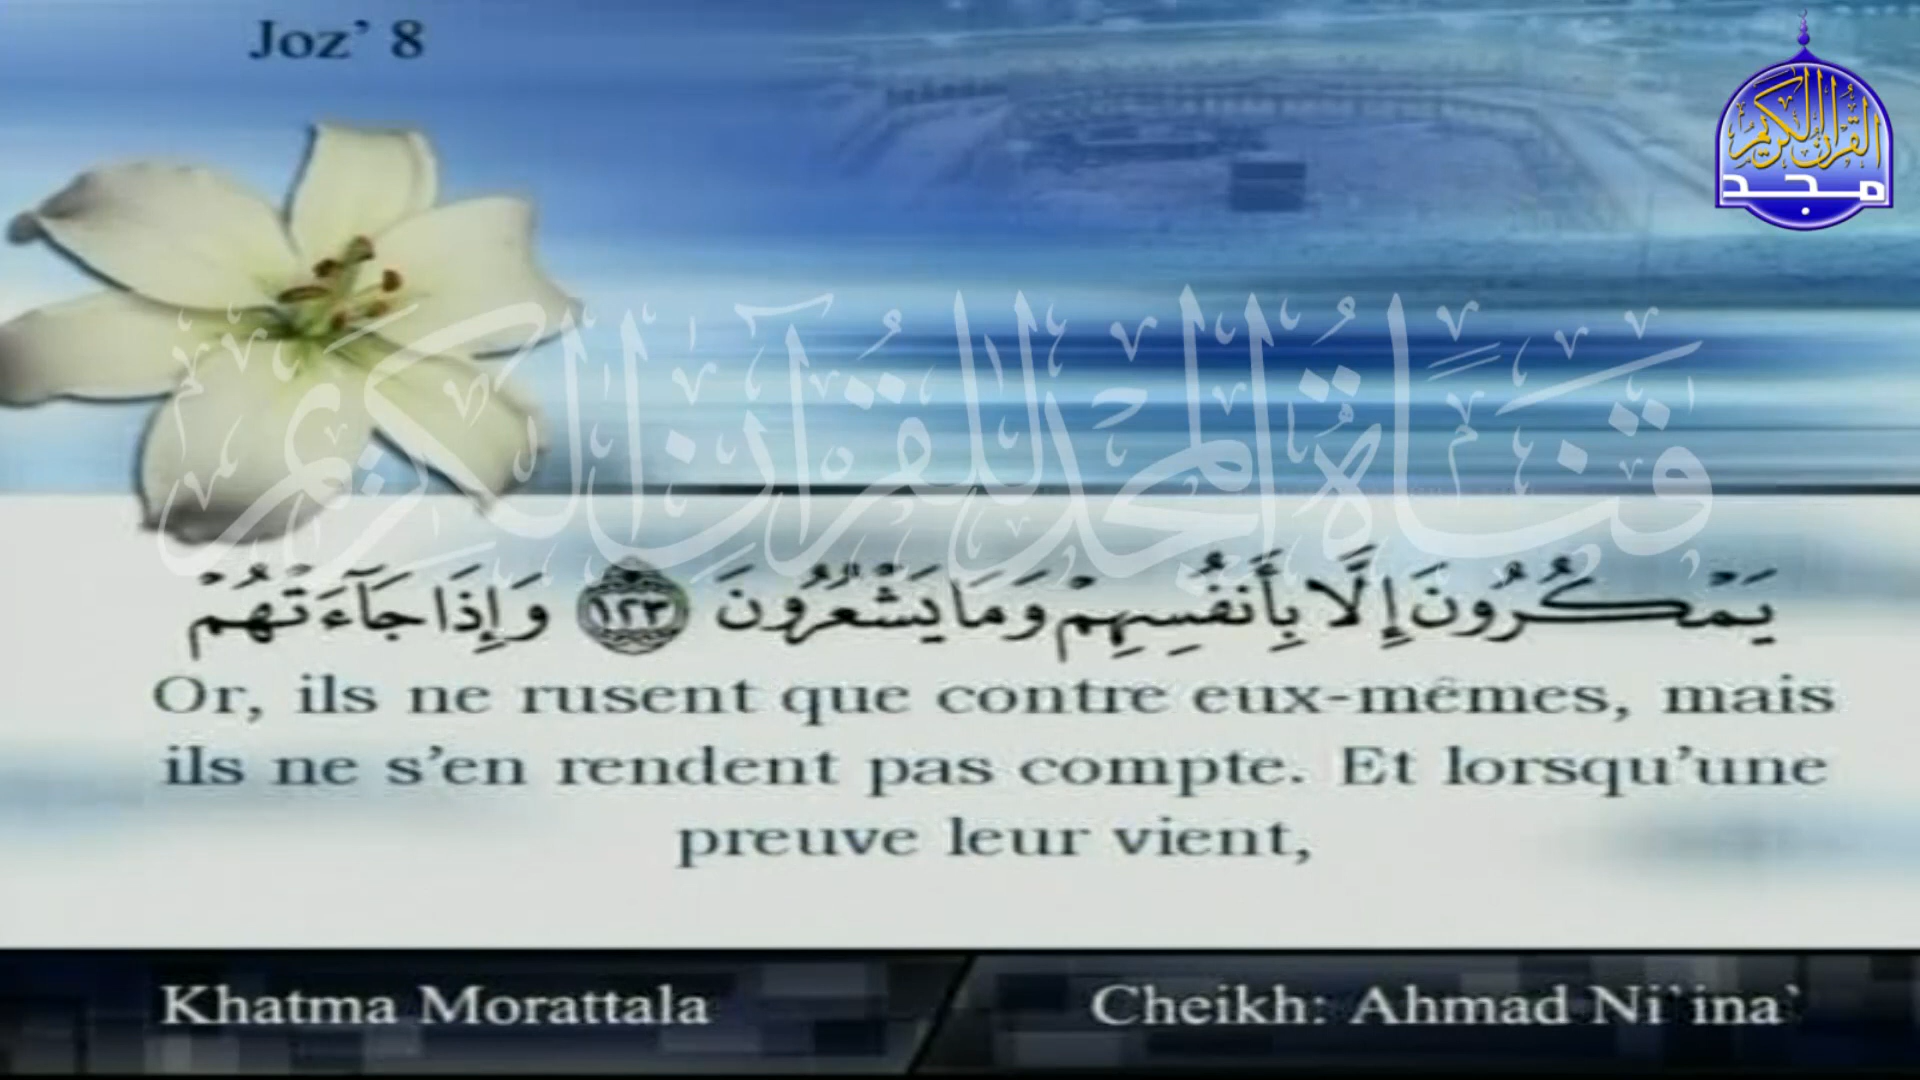 Joz’ 8
القرآن الكريم
مجد
قناة المجد للقرآن الكريم
يَمْكُرُونَ إِلَّا بِأَنفُسِهِمْ وَمَا يَشْعُرُونَ ١٢٣ وَإِذَا جَآءَتْهُمْ
Or, ils ne rusent que contre eux-mêmes, mais
ils ne s’en rendent pas compte. Et lorsqu’une
preuve leur vient,
Khatma Morattala
Cheikh: Ahmad Ni`ina`